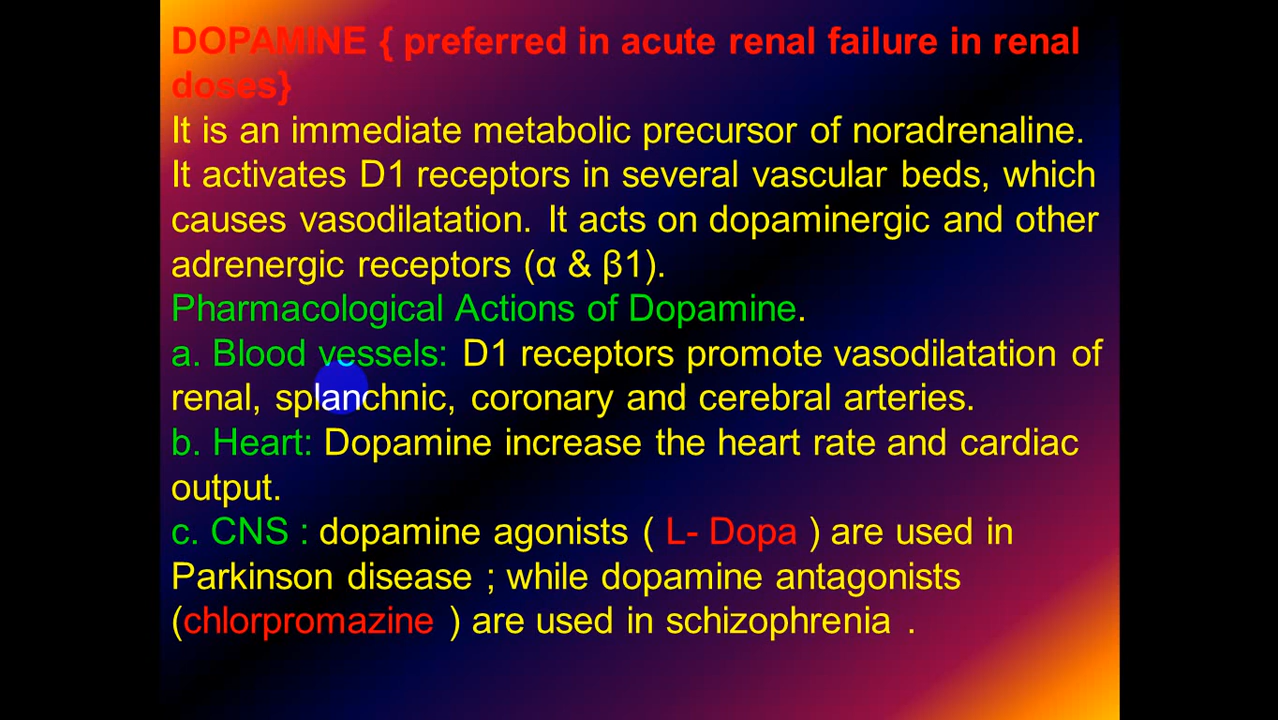 DOPAMINE { preferred in acute renal failure in renal
doses}
It is an immediate metabolic precursor of noradrenaline.
It activates D1 receptors in several vascular beds, which
causes vasodilatation. It acts on dopaminergic and other
adrenergic receptors (α & β1).
Pharmacological Actions of Dopamine.
a. Blood vessels: D1 receptors promote vasodilatation of
renal, splanchnic, coronary and cerebral arteries.
b. Heart: Dopamine increase the heart rate and cardiac
output.
c. CNS : dopamine agonists ( L- Dopa ) are used in
Parkinson disease ; while dopamine antagonists
(chlorpromazine ) are used in schizophrenia .